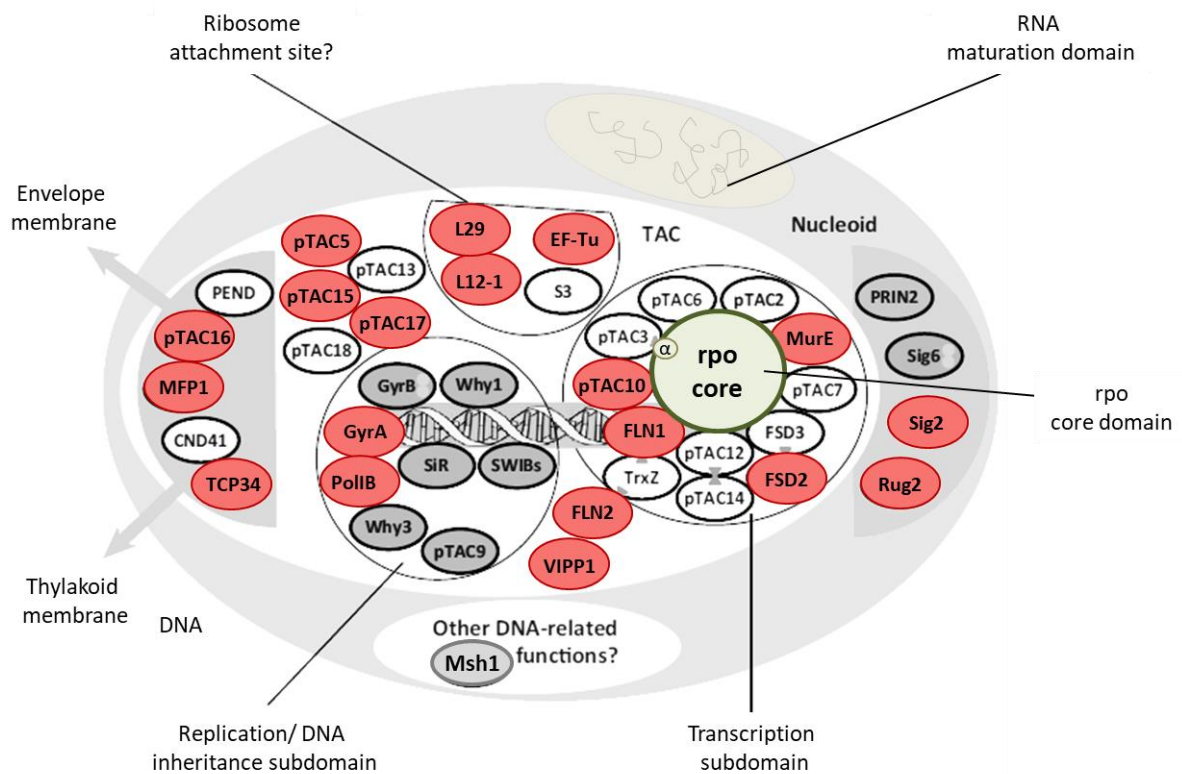 Ribosome
attachment site?
RNA
maturation domain
Envelope
membrane
Nucleoid
TAC
L29
EF-Tu
L12-1
S3
pTAC5
pTAC13
pTAC15
pTAC17
pTAC18
PEND
pTAC16
MFP1
CND41
TCP34
pTAC6
pTAC2
pTAC3
α
MurE
rpo
core
pTAC10
pTAC7
FLN1
FSD3
pTAC12
TrxZ
FSD2
pTAC14
FLN2
VIPP1
PRIN2
Sig6
Sig2
Rug2
rpo
core domain
GyrB
Why1
GyrA
SiR
SWIBs
PolIB
Why3
pTAC9
Thylakoid
membrane
DNA
Other DNA-related
functions?
Msh1
Replication/ DNA
inheritance subdomain
Transcription
subdomain